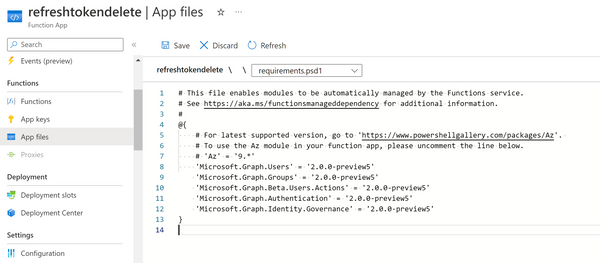 refreshtokendelete | App files
Function App
Search
Save
Discard
Refresh
Events (preview)
refreshtokendelete \ \ requirements.psd1
Functions
Functions
App keys
App files
Proxies
Deployment
Deployment slots
Deployment Center
Settings
Configuration
1 # This file enables modules to be automatically managed by the Functions service.
2 # See https://aka.ms/functionsmanageddependency for additional information.
3 #
4 @{
5 # For latest supported version, go to 'https://www.powershellgallery.com/packages/Az'.
6 # To use the Az module in your function app, please uncomment the line below.
7 # 'Az' = '9.*'
8 'Microsoft.Graph.Users' = '2.0.0-preview5'
9 'Microsoft.Graph.Groups' = '2.0.0-preview5'
10 'Microsoft.Graph.Beta.Users.Actions' = '2.0.0-preview5'
11 'Microsoft.Graph.Authentication' = '2.0.0-preview5'
12 'Microsoft.Graph.Identity.Governance' = '2.0.0-preview5'
13 }
14